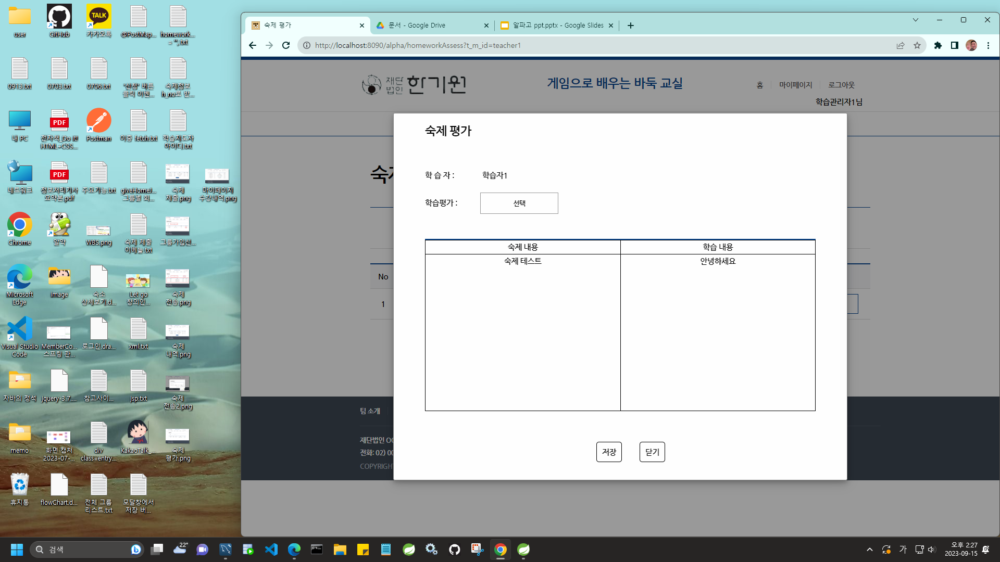 user
GitHub
카카오톡
@PostMap...
homework...
= '';.txt
0913.txt
0703.txt
0706.txt
'신청' 버튼
클릭 이벤...
숙제정보
h_no로 받...
내 PC
전자책_Do it!
HTML+CSS...
Postman
이중 fetch.txt
학습지도자
아이디.txt
네트워크
정보처리기사
요약본.pdf
주요기능.txt
giveHomeJ...
그룹별 회...
숙제
제출.png
마이페이지
수강내역.png
Chrome
알약
WBS.png
숙제 제출
이버늘.txt
그룹가입신...
Microsoft
Edge
image
숙소
상세보기.d...
Let go
창의인...
숙제
전송.png
Visual Studio
Code
MemberCo...
스프링 관...
로그인.dra...
xml.txt
숙제
내역.png
자바의 정석
jquery-3.7....
참고사이...
jsp.txt
숙제
전송2.png
memo
화면 캡처
2023-07-...
div
class=entry...
KakaoTalk_...
숙제
평가.png
휴지통
flowChart.d...
전체 그룹
리스트.txt
모달창에서
저장 버...
TALK
PDF
PDF
숙제 평가
문서 - Google Drive
알파고 ppt.pptx - Google Slides
http://localhost:8090/alpha/homeworkAssess?t_m_id=teacher1
재단
법인
한기원
게임으로 배우는 바둑 교실
홈
마이페이지
로그아웃
학습관리자1님
숙제 평가
학 습 자 :
학습자1
학습평가 :
선택
숙제 내용
학습 내용
숙제 테스트
안녕하세요
저장
닫기
No
1
팀 소개
재단법인
전화: 02)
검색
22°
가
오후 2:27
2023-09-15